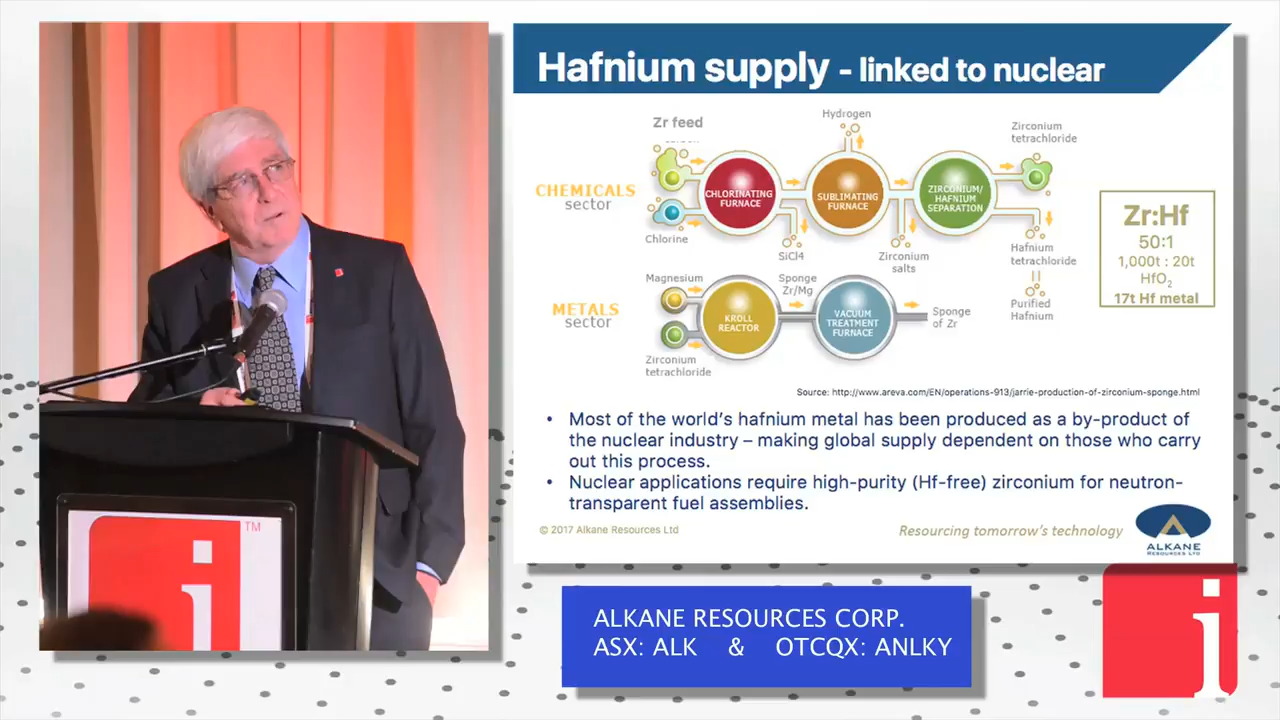 Hafnium supply - linked to nuclear
Zr feed
Hydrogen
Zirconium
tetrachloride
CHEMICALS
sector
CHLORINATING
FURNACE
SUBLIMATING
FURNACE
ZIRCONIUM/
HAFNIUM
SEPARATION
Chlorine
SiCl4
Zirconium
salts
Hafnium
tetrachloride
Purified
Hafnium
Zr:Hf
50:1
1,000t : 20t
HfO₂
17t Hf metal
METALS
sector
Magnesium
Sponge
Zr/Mg
KROLL
REACTOR
VACUUM
TREATMENT
FURNACE
Sponge
of Zr
Zirconium
tetrachloride
Source: http://www.areva.com/EN/operations-913/jarrie-production-of-zirconium-sponge.html
• Most of the world's hafnium metal has been produced as a by-product of
the nuclear industry – making global supply dependent on those who carry
out this process.
• Nuclear applications require high-purity (Hf-free) zirconium for neutron-
transparent fuel assemblies.
© 2017 Alkane Resources Ltd
Resourcing tomorrow's technology
ALKANE
RESOURCES LTD
i
TM
ALKANE RESOURCES CORP.
ASX: ALK & OTCQX: ANLKY
i